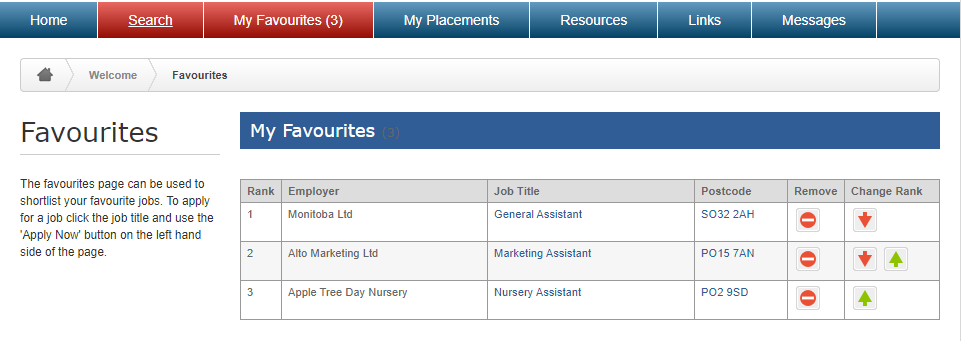 Home Search My Favourites (3) My Placements Resources Links Messages
Welcome Favourites
Favourites
The favourites page can be used to
shortlist your favourite jobs. To apply
for a job click the job title and use the
'Apply Now' button on the left hand
side of the page.
My Favourites (3)
Rank Employer Job Title Postcode Remove Change Rank
1 Monitoba Ltd General Assistant SO32 2AH
2 Alto Marketing Ltd Marketing Assistant PO15 7AN
3 Apple Tree Day Nursery Nursery Assistant PO2 9SD